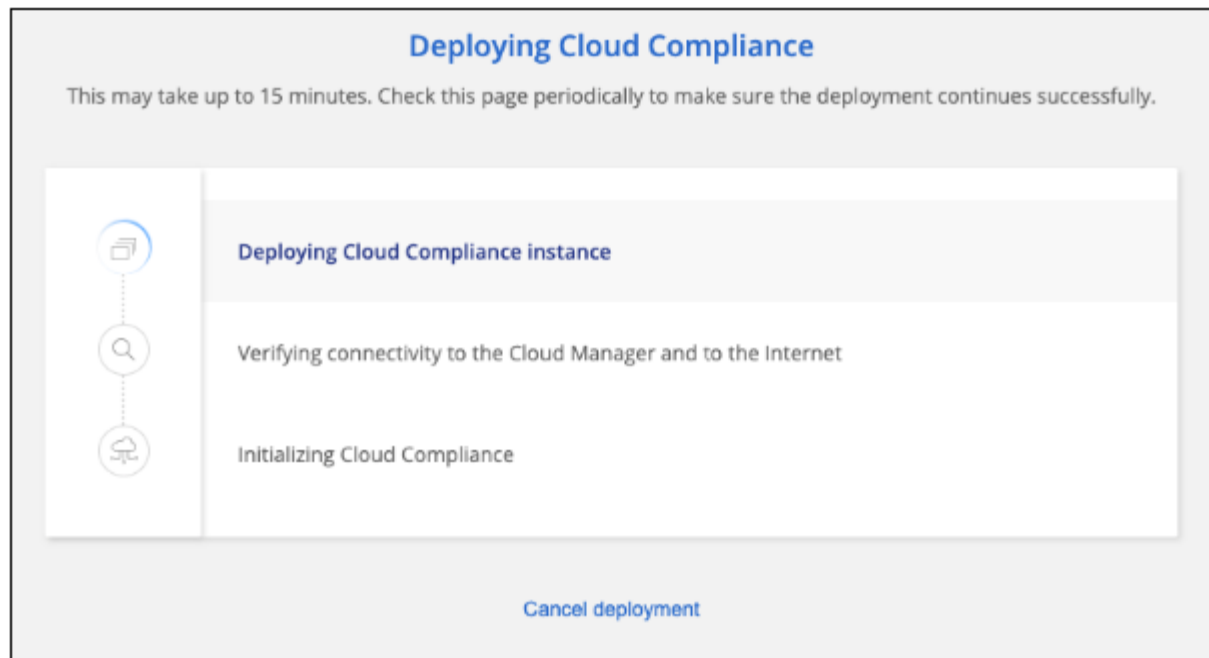 Deploying Cloud Compliance
This may take up to 15 minutes. Check this page periodically to make sure the deployment continues successfully.
Deploying Cloud Compliance instance
Verifying connectivity to the Cloud Manager and to the Internet
Initializing Cloud Compliance
Cancel deployment